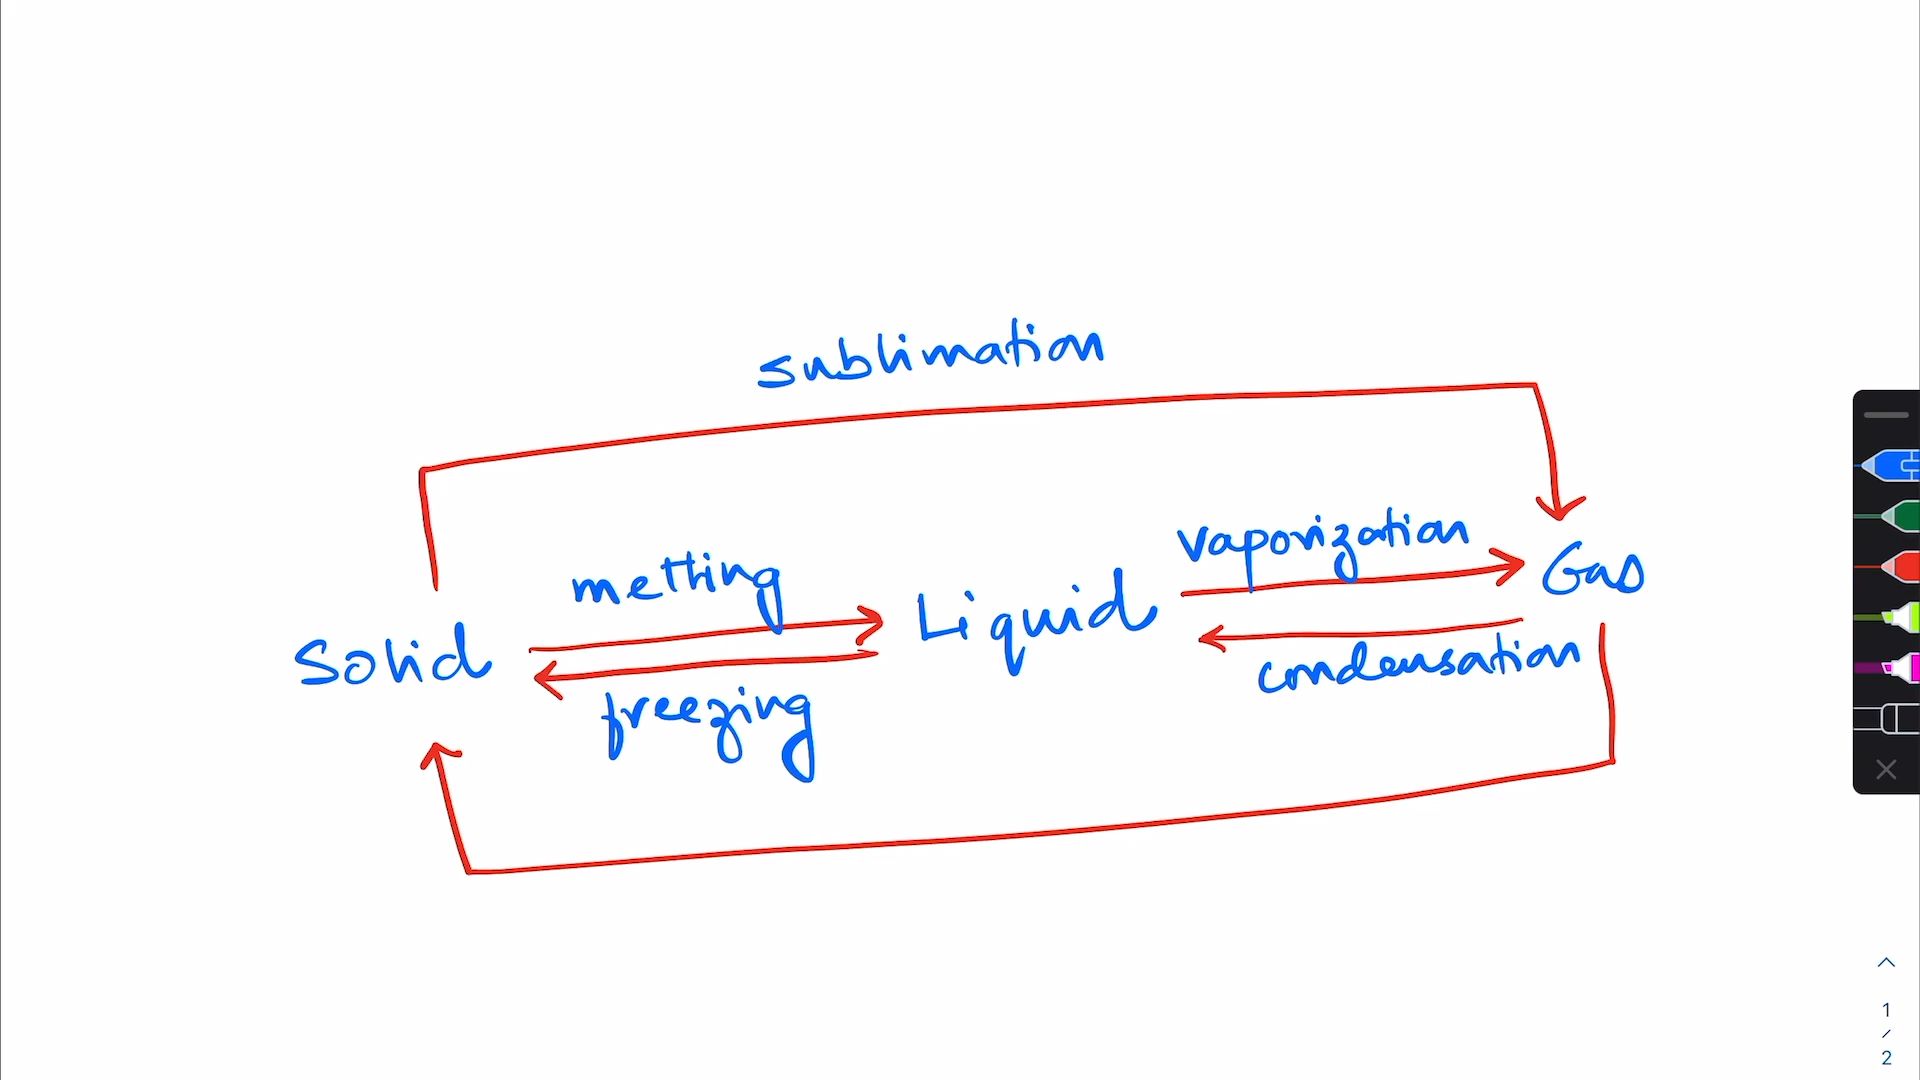 sublimation
vaporization
melting
Gas
Liquid
Solid
condensation
freezing
1
/
2